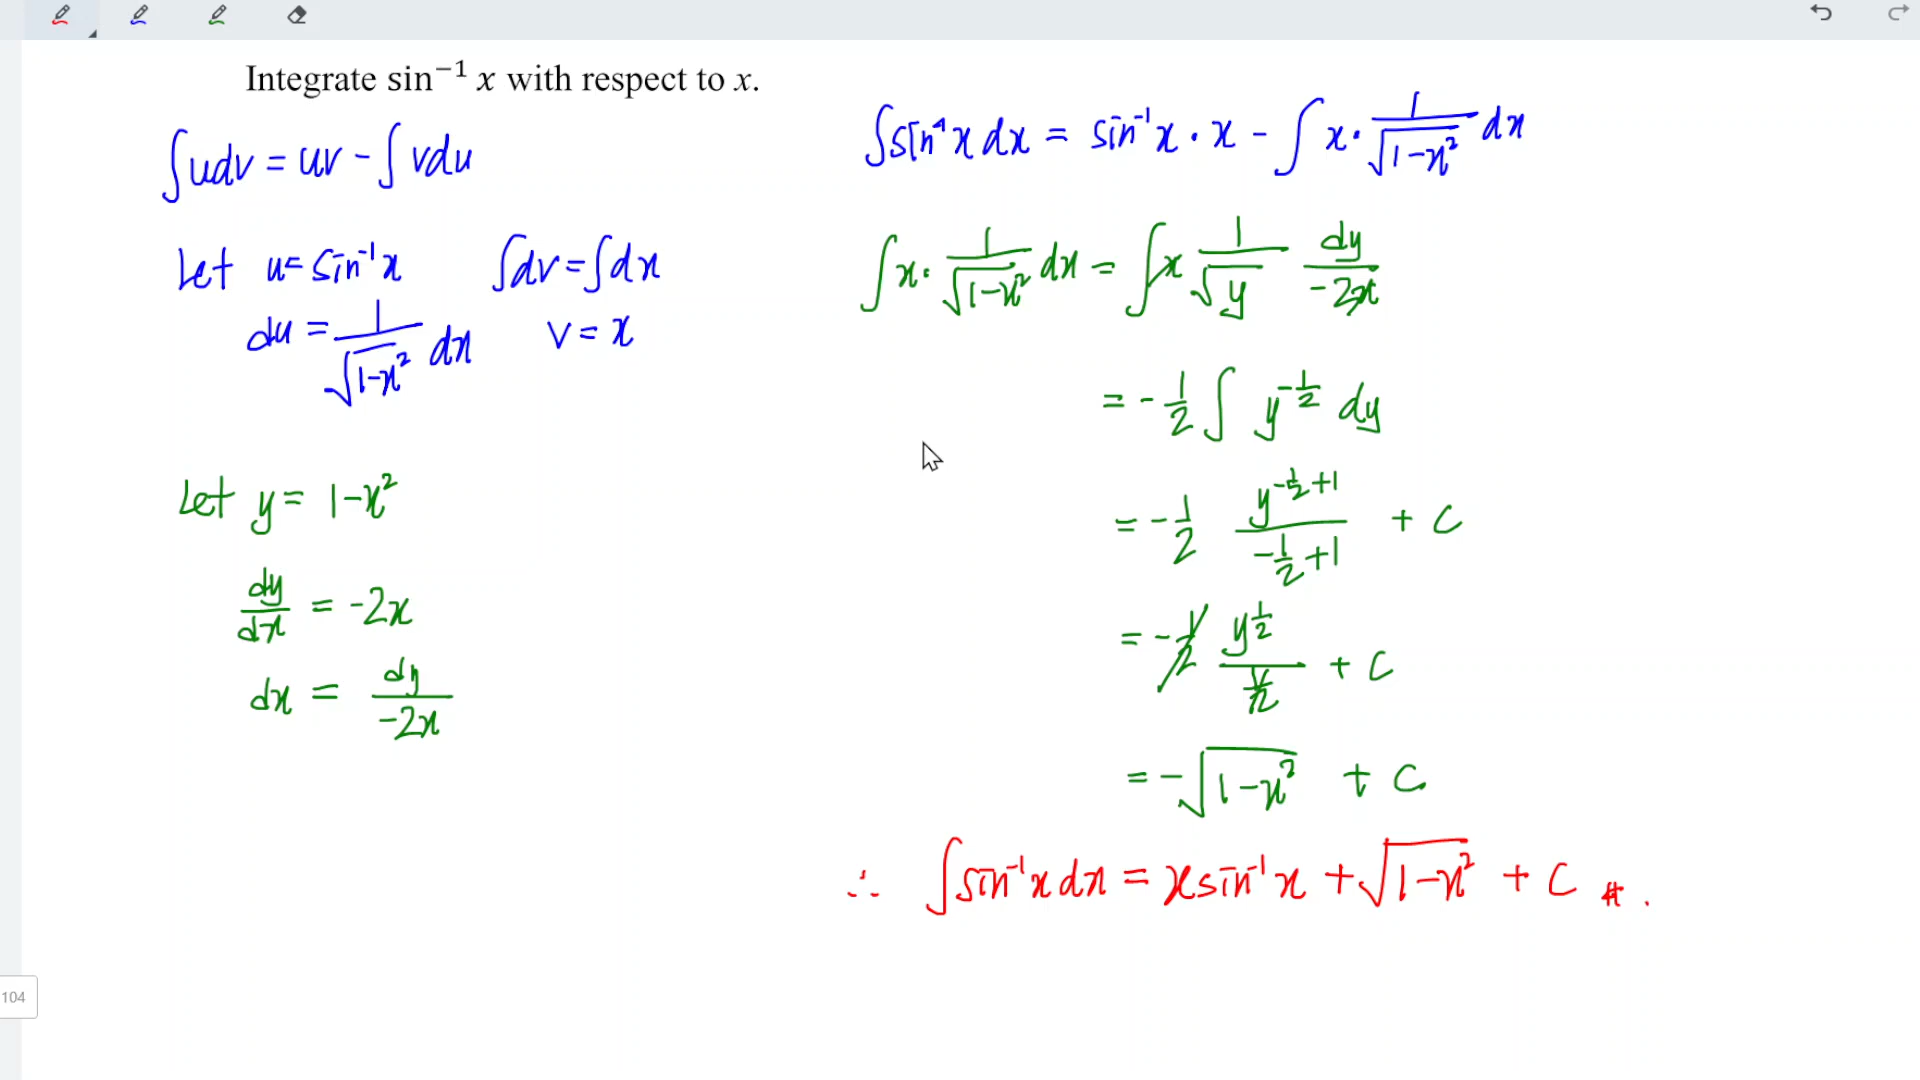 Integrate sin⁻¹ x with respect to x.
∫udv = uv - ∫vdu
Let u = sin⁻¹x ∫dv = ∫dx
du = 1/√(1-x²) dx v = x
Let y = 1-x²
dy/dx = -2x
dx = dy/-2x
∫sin⁻¹x dx = sin⁻¹x · x - ∫ x · 1/√(1-x²) dx
∫ x · 1/√(1-x²) dx = ∫ x 1/√y dy/-2x
= -1/2 ∫ y^(-1/2) dy
= -1/2 y^(-1/2+1)/(-1/2+1) + c
= -1/2 y^(1/2)/(1/2) + c
= -√(1-x²) + c
∴ ∫sin⁻¹x dx = xsin⁻¹x + √(1-x²) + c #.
104